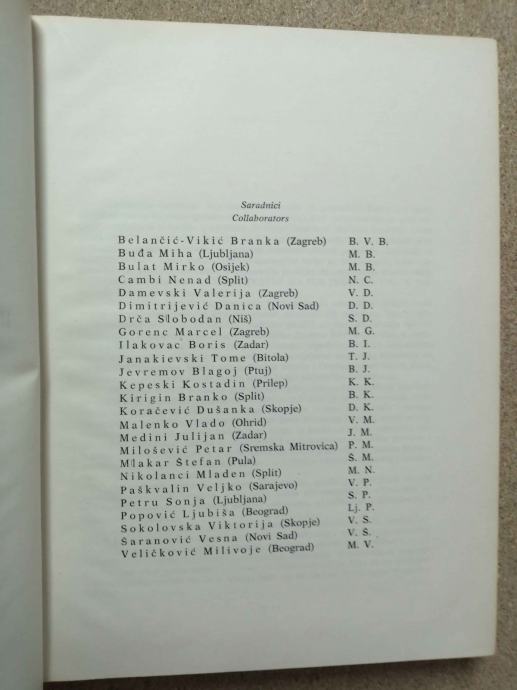 Saradnici
Collaborators
Belančić-Vikić Branka (Zagreb) B. V. B.
Buđa Miha (Ljubljana) M. B.
Bulat Mirko (Osijek) M. B.
Cambi Nenad (Split) N. C.
Damevski Valerija (Zagreb) V. D.
Dimitrijević Danica (Novi Sad) D. D.
Drča Slobodan (Niš) S. D.
Gorenc Marcel (Zagreb) M. G.
Ilakovac Boris (Zadar) B. I.
Janakievski Tome (Bitola) T. J.
Jevremov Blagoj (Ptuj) B. J.
Kepeski Kostadin (Prilep) K. K.
Kirigin Branko (Split) B. K.
Koračević Dušanka (Skopje) D. K.
Malenko Vlado (Ohrid) V. M.
Medini Julijan (Zadar) J. M.
Milošević Petar (Sremska Mitrovica) P. M.
Mlakar Štefan (Pula) Š. M.
Nikolanci Mladen (Split) M. N.
Paškvalin Veljko (Sarajevo) V. P.
Petru Sonja (Ljubljana) S. P.
Popović Ljubiša (Beograd) Lj. P.
Sokolovska Viktorija (Skopje) V. S.
Šaranović Vesna (Novi Sad) V. Š.
Veličković Milivoje (Beograd) M. V.